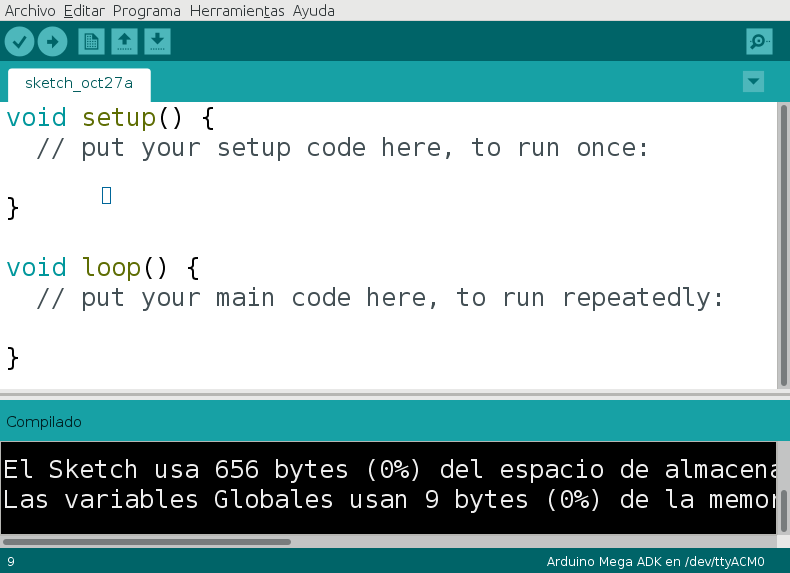 Archivo Editar Programa Herramientas Ayuda
sketch_oct27a
void setup() {
  // put your setup code here, to run once:
}
void loop() {
  // put your main code here, to run repeatedly:
}
Compilado
El Sketch usa 656 bytes (0%) del espacio de almacena
Las variables Globales usan 9 bytes (0%) de la memor
9 Arduino Mega ADK en /dev/ttyACM0